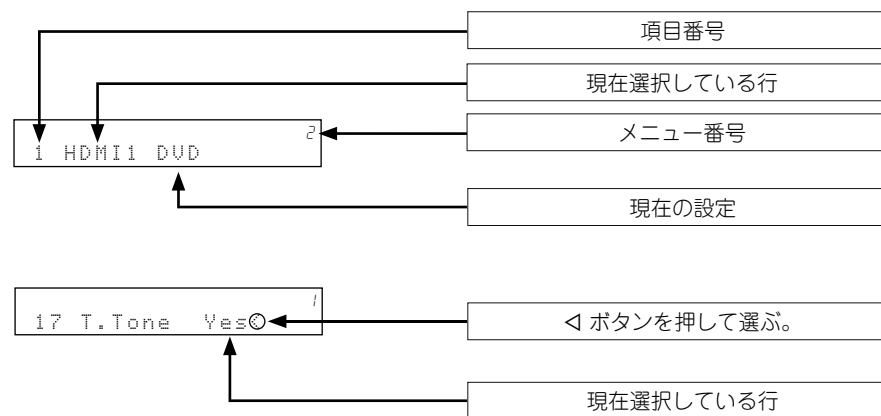 項目番号
現在選択している行
2
メニュー番号
1 HDMI1 DVD
現在の設定
1
17 T.Tone Yes
◁ ボタンを押して選ぶ。
現在選択している行